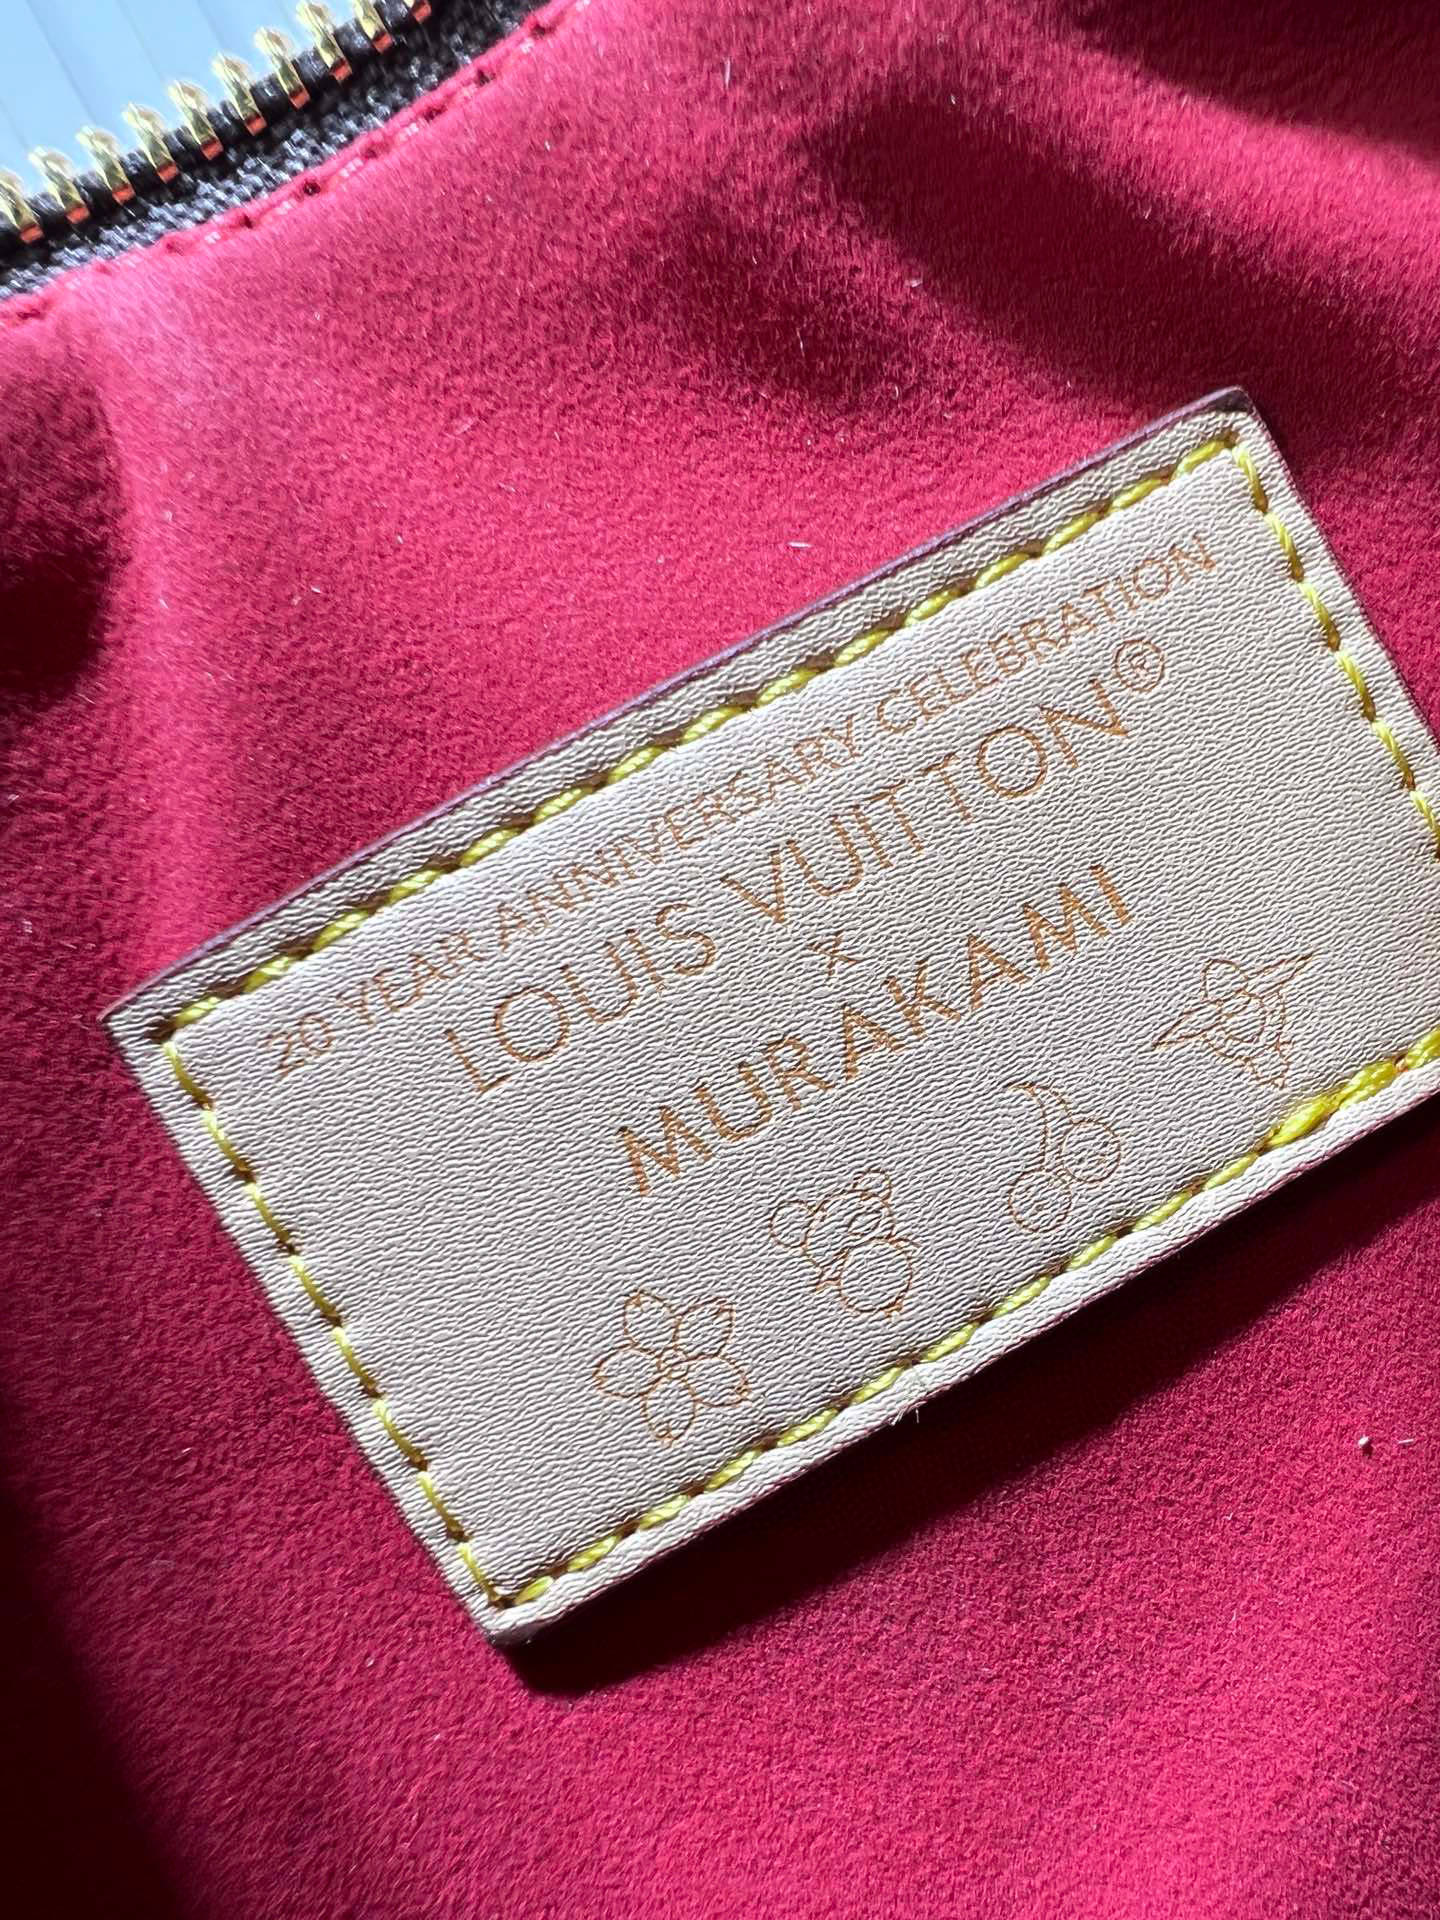 20 YEAR ANNIVERSARY CELEBRATION
LOUIS VUITTON®
X
MURAKAMI